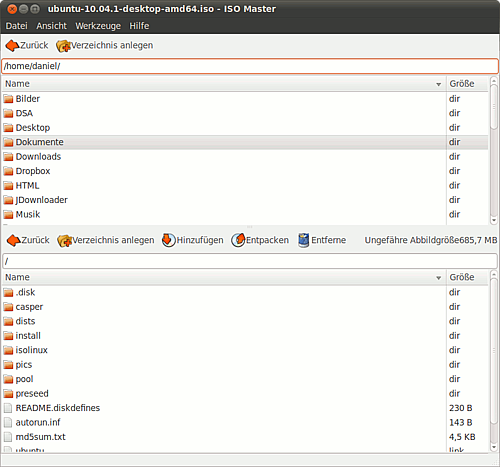 ubuntu-10.04.1-desktop-amd64.iso - ISO Master
Datei Ansicht Werkzeuge Hilfe
Zurück Verzeichnis anlegen
/home/daniel/
Name Größe
Bilder dir
DSA dir
Desktop dir
Dokumente dir
Downloads dir
Dropbox dir
HTML dir
JDownloader dir
Musik dir
Zurück Verzeichnis anlegen Hinzufügen Entpacken Entferne Ungefähre Abbildgröße685,7 MB
/
Name Größe
.disk dir
casper dir
dists dir
install dir
isolinux dir
pics dir
pool dir
preseed dir
README.diskdefines 230 B
autorun.inf 143 B
md5sum.txt 4,5 KB
ubuntu link